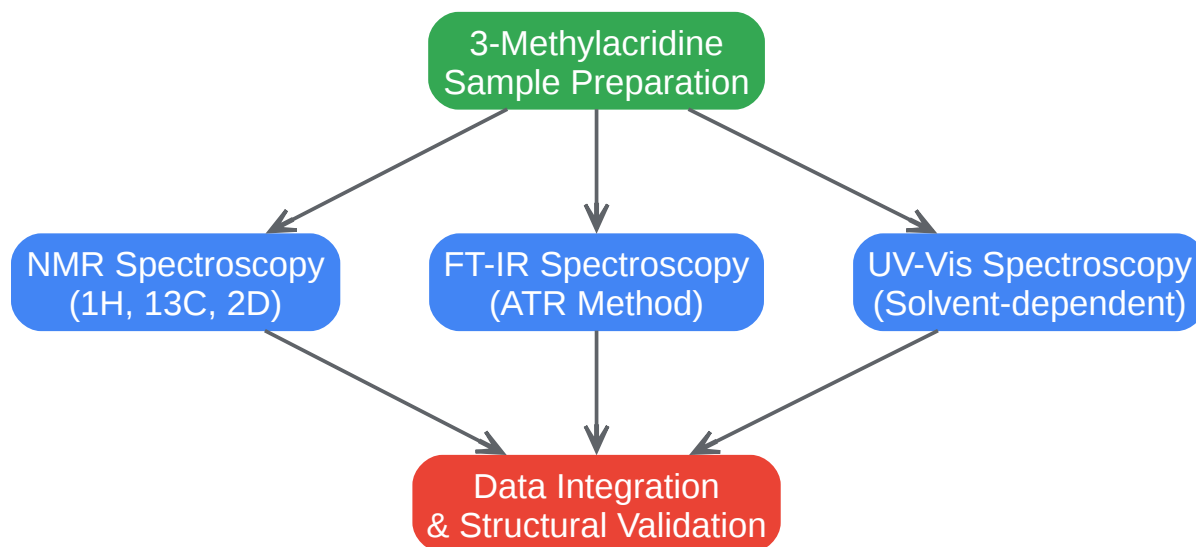 3-Methylacridine
Sample Preparation
NMR Spectroscopy
(1H, 13C, 2D)
FT-IR Spectroscopy
(ATR Method)
UV-Vis Spectroscopy
(Solvent-dependent)
Data Integration
& Structural Validation